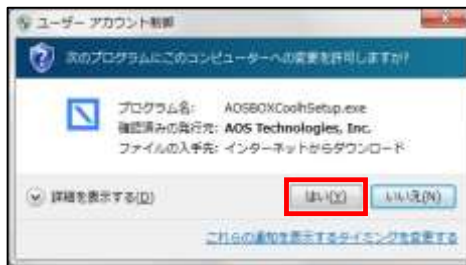 ユーザー アカウント制御
次のプログラムにこのコンピューターへの変更を許可しますか?
プログラム名: AOSBOXCoolhSetup.exe
確認済みの発行元: AOS Technologies, Inc.
ファイルの入手先: インターネットからダウンロード
詳細を表示する(D)
はい(Y)
いいえ(N)
これらの通知を表示するタイミングを変更する